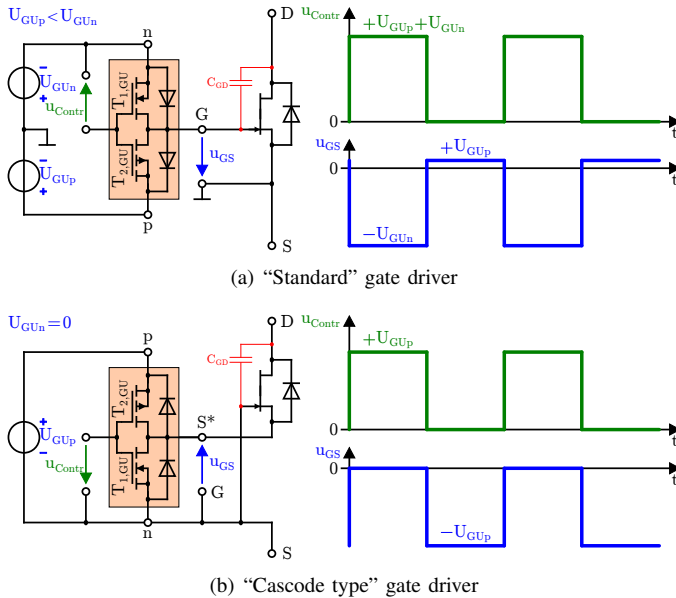 U_GUp<U_GUn
n
D
u_Contr
+U_GUp+U_GUn
U_GUn
u_Contr
T_1,GU
C_GD
G
0
t
u_GS
+U_GUp
0
t
U_GUp
T_2,GU
u_GS
−U_GUn
p
S
(a) “Standard” gate driver
U_GUn=0
p
D
u_Contr
+U_GUp
C_GD
T_2,GU
S*
0
t
U_GUp
u_Contr
T_1,GU
u_GS
G
u_GS
0
t
−U_GUp
n
S
(b) “Cascode type” gate driver